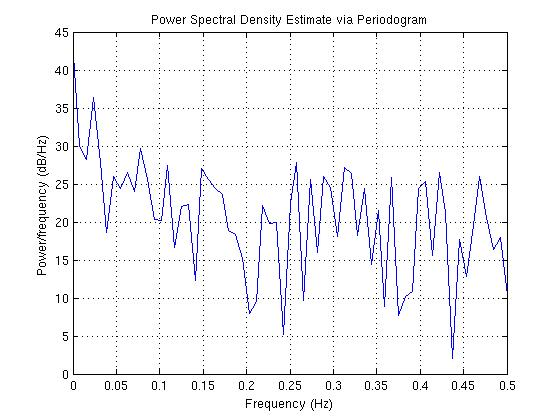 Power Spectral Density Estimate via Periodogram
45
40
35
30
25
20
15
10
5
0
Power/frequency (dB/Hz)
0 0.05 0.1 0.15 0.2 0.25 0.3 0.35 0.4 0.45 0.5
Frequency (Hz)